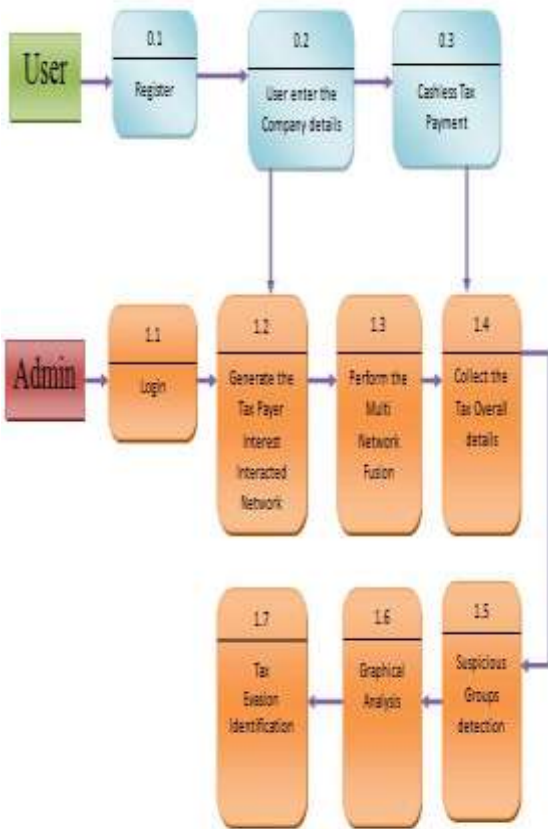 User
0.1
Register
0.2
User enter the
Company details
0.3
Cashless Tax
Payment
Admin
1.1
Login
1.2
Generate the
Tax Payer
Interest
Interacted
Network
1.3
Perform the
Multi
Network
Fusion
1.4
Collect the
Tax Overall
details
1.7
Tax
Evasion
Identification
1.6
Graphical
Analysis
1.5
Suspicious
Groups
detection